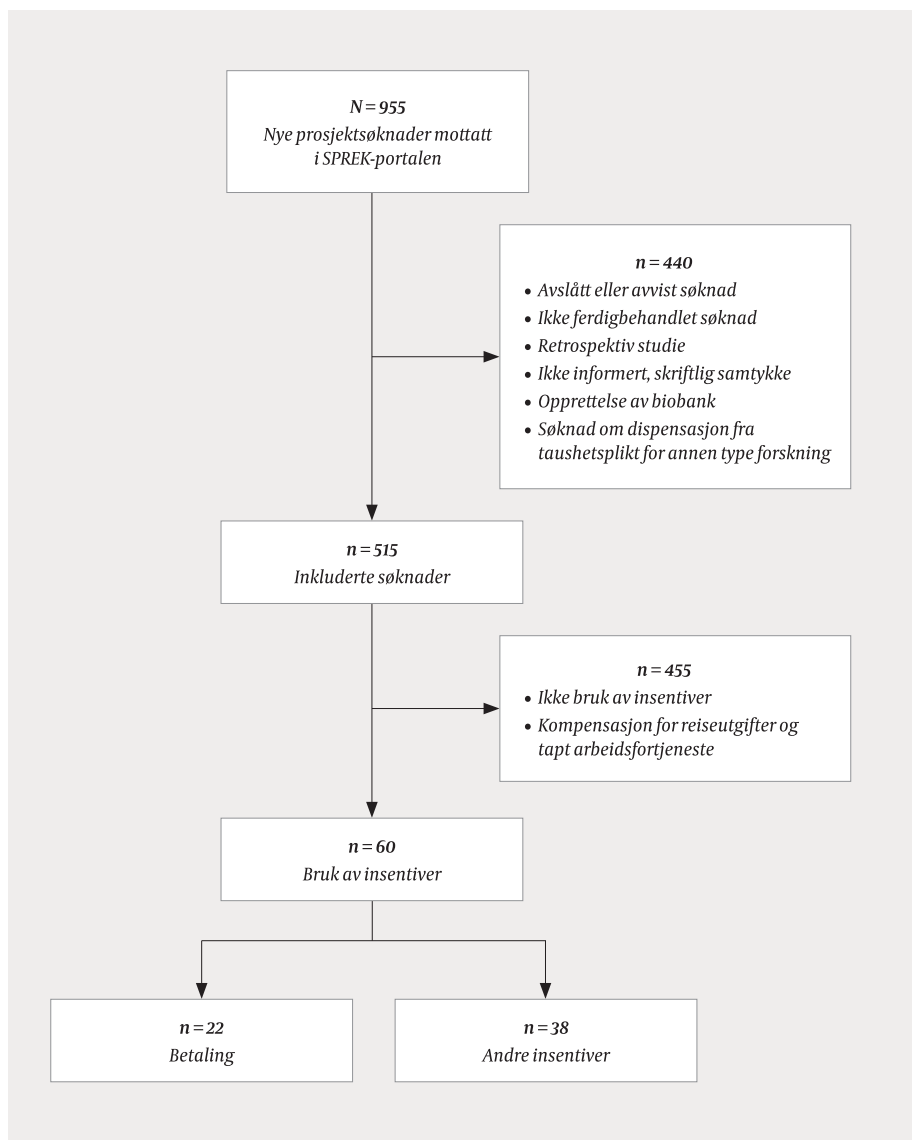 N = 955
Nye prosjektsøknader mottatt
i SPREK-portalen
n = 440
• Avslått eller avvist søknad
• Ikke ferdigbehandlet søknad
• Retrospektiv studie
• Ikke informert, skriftlig samtykke
• Opprettelse av biobank
• Søknad om dispensasjon fra
taushetsplikt for annen type forskning
n = 515
Inkluderte søknader
n = 455
• Ikke bruk av insentiver
• Kompensasjon for reiseutgifter og
tapt arbeidsfortjeneste
n = 60
Bruk av insentiver
n = 22
Betaling
n = 38
Andre insentiver